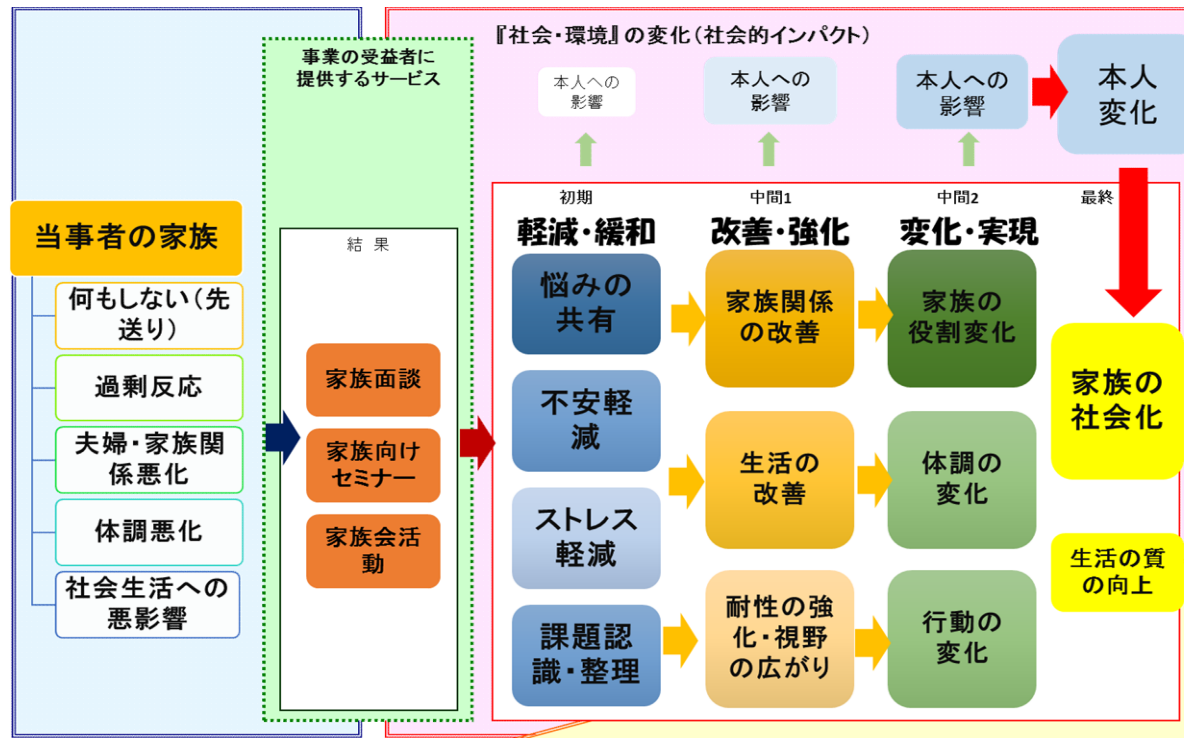 『社会・環境』の変化(社会的インパクト)
事業の受益者に
提供するサービス
本人への
影響
本人への
影響
本人への
影響
本人
変化
当事者の家族
何もしない(先
送り)
過剰反応
夫婦・家族関
係悪化
体調悪化
社会生活への
悪影響
結 果
家族面談
家族向け
セミナー
家族会活
動
初期
軽減・緩和
悩みの
共有
不安軽
減
ストレス
軽減
課題認
識・整理
中間1
改善・強化
家族関係
の改善
生活の
改善
耐性の強
化・視野
の広がり
中間2
変化・実現
家族の
役割変化
体調の
変化
行動の
変化
最終
家族の
社会化
生活の質
の向上